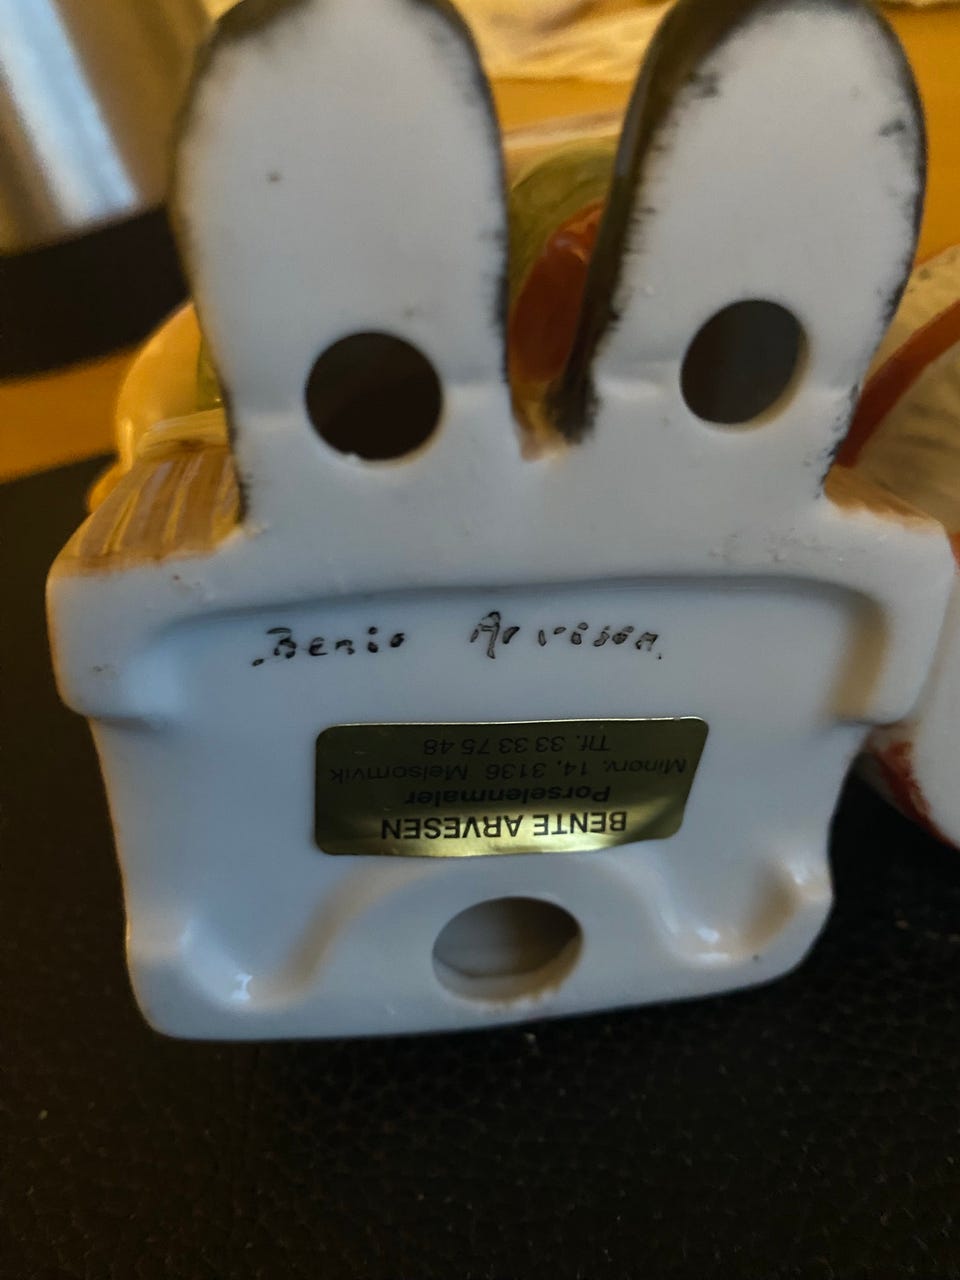 Bente Arvesen
BENTE ARVESEN
Porselenmaler
Minorv. 14, 3136 Melsomvik
Tlf. 33 33 75 48